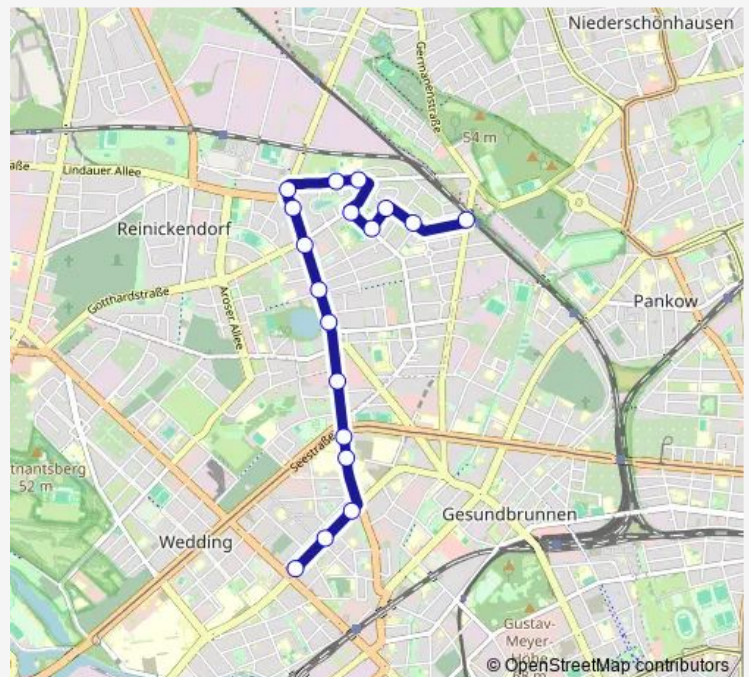 Niederschönhausen
Germanenstraße
54 m
aße
Lindauer Allee
Reinickendorf
Gotthardstraße
Aroser Allee
Pankow
Seestraße
tnantsberg
52 m
Gesundbrunnen
Wedding
Gustav-
Meyer-
© OpenStreetMap contributors